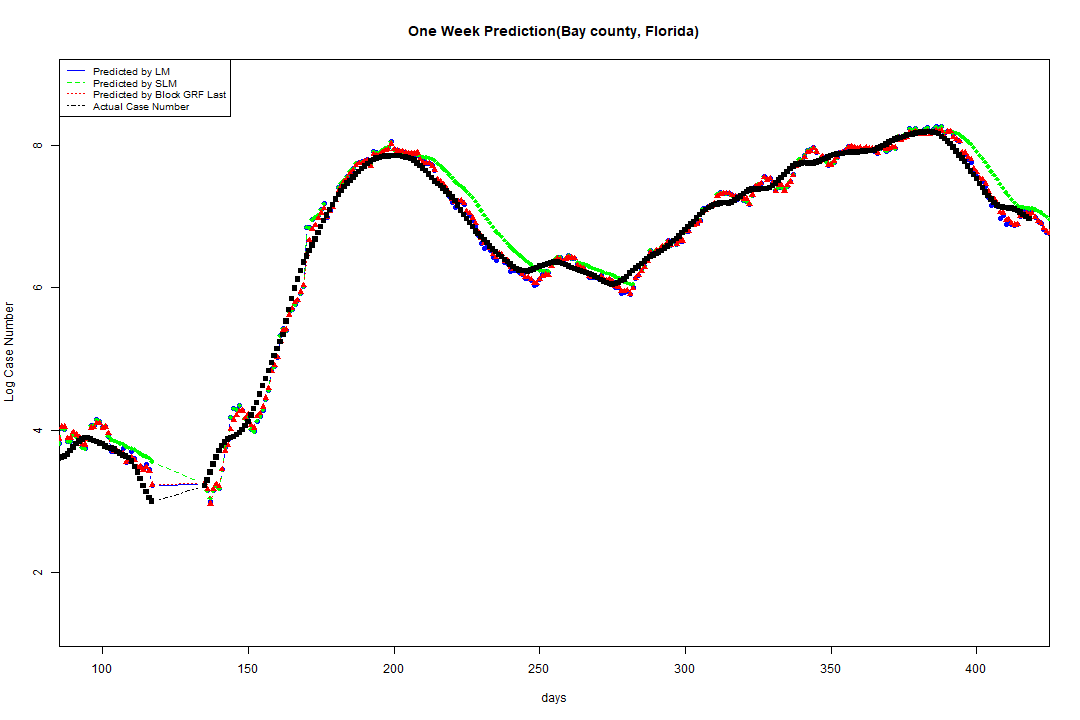 One Week Prediction(Bay county, Florida)
Predicted by LM
Predicted by SLM
Predicted by Block GRF Last
Actual Case Number
8
6
4
2
Log Case Number
100 150 200 250 300 350 400
days